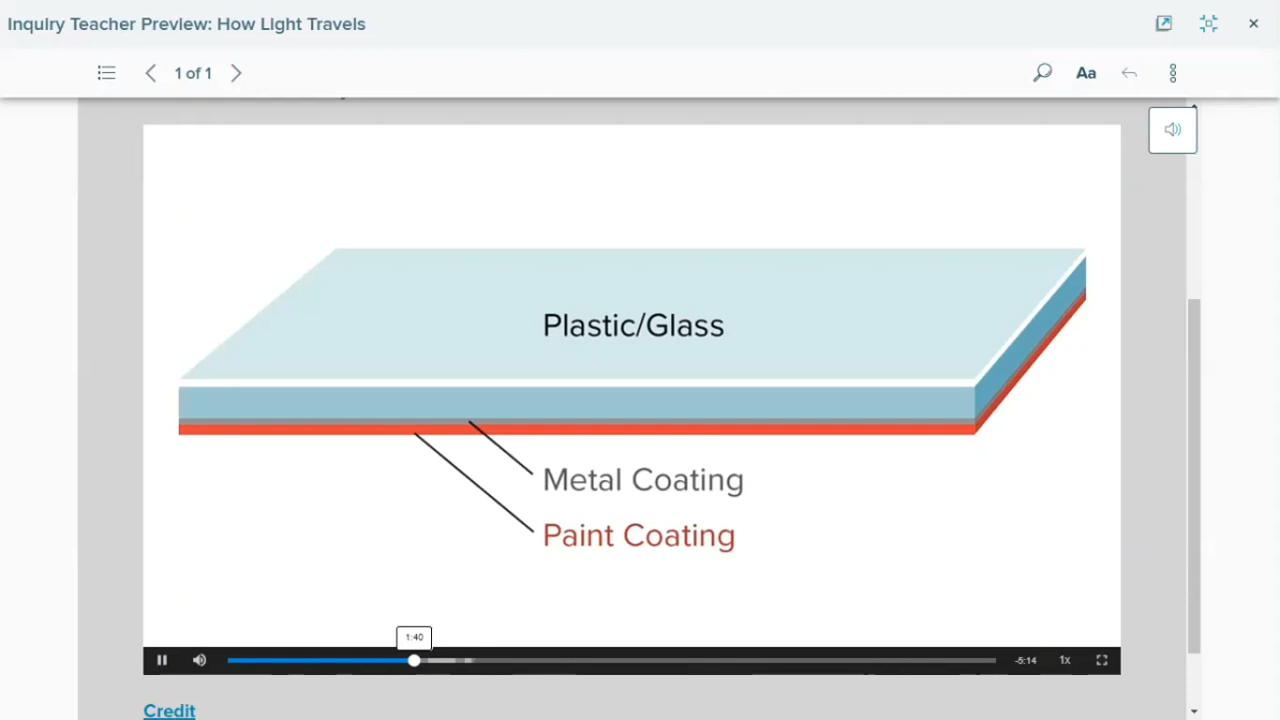 Inquiry Teacher Preview: How Light Travels
1 of 1
Aa
Plastic/Glass
Metal Coating
Paint Coating
1:40
-5:14
1x
Credit